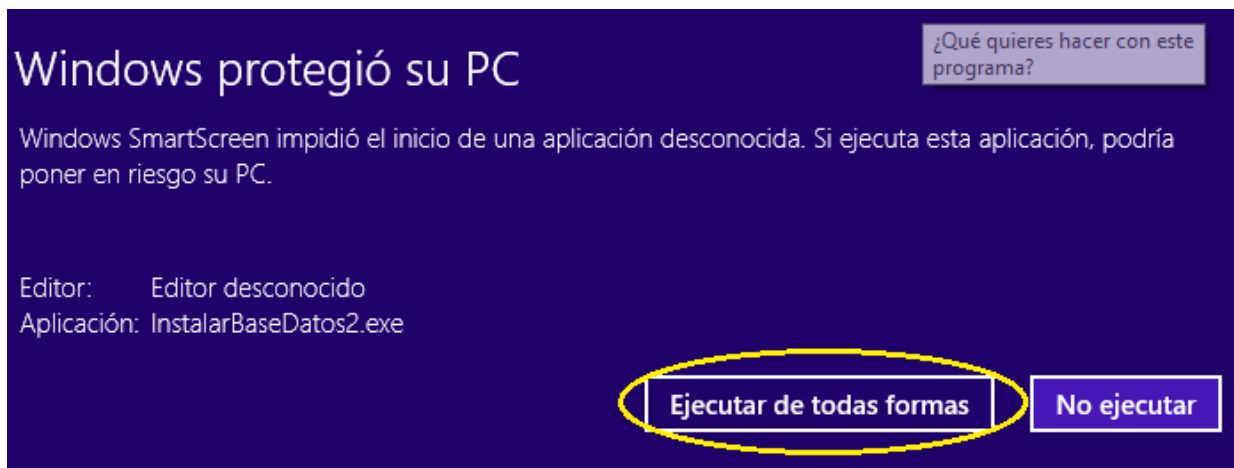 ¿Qué quieres hacer con este
programa?
Windows protegió su PC
Windows SmartScreen impidió el inicio de una aplicación desconocida. Si ejecuta esta aplicación, podría
poner en riesgo su PC.
Editor: Editor desconocido
Aplicación: InstalarBaseDatos2.exe
Ejecutar de todas formas No ejecutar